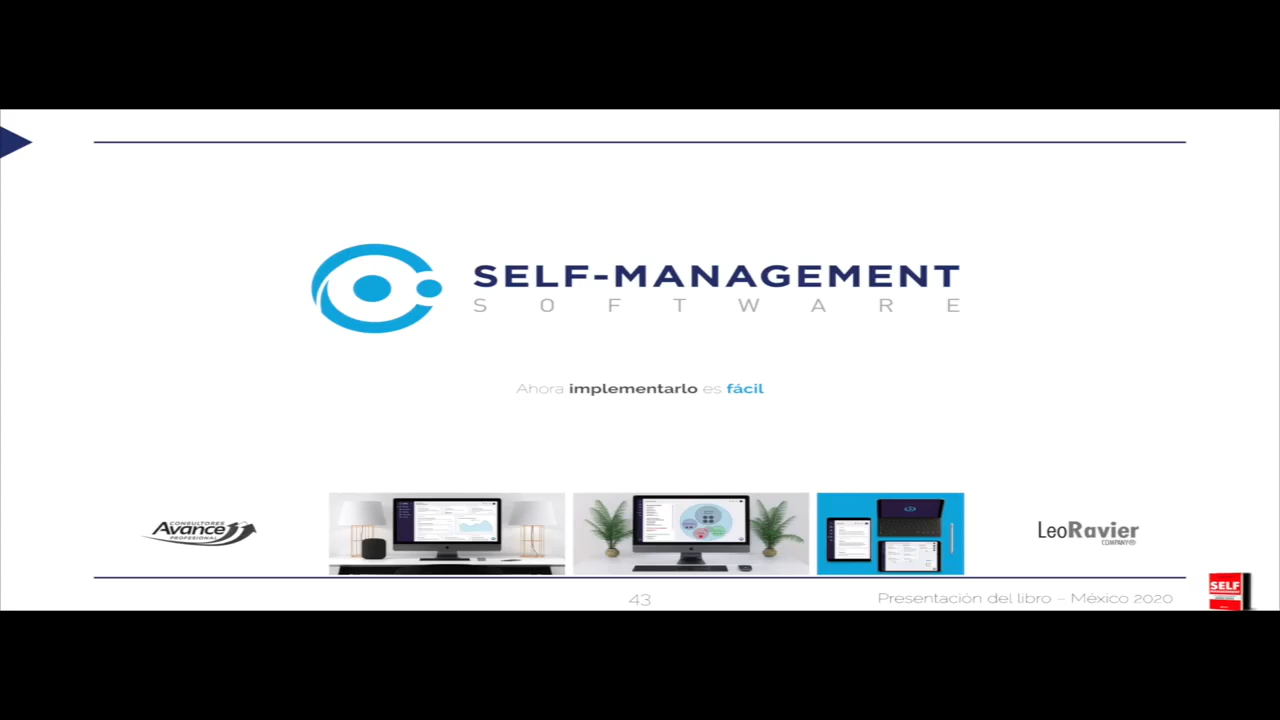 SELF-MANAGEMENT
SOFTWARE
Ahora implementarlo es fácil
CONSULTORES
Avance
PROFESIONAL
LeoRavier
COMPANY®
43
Presentación del libro – México 2020
SELF